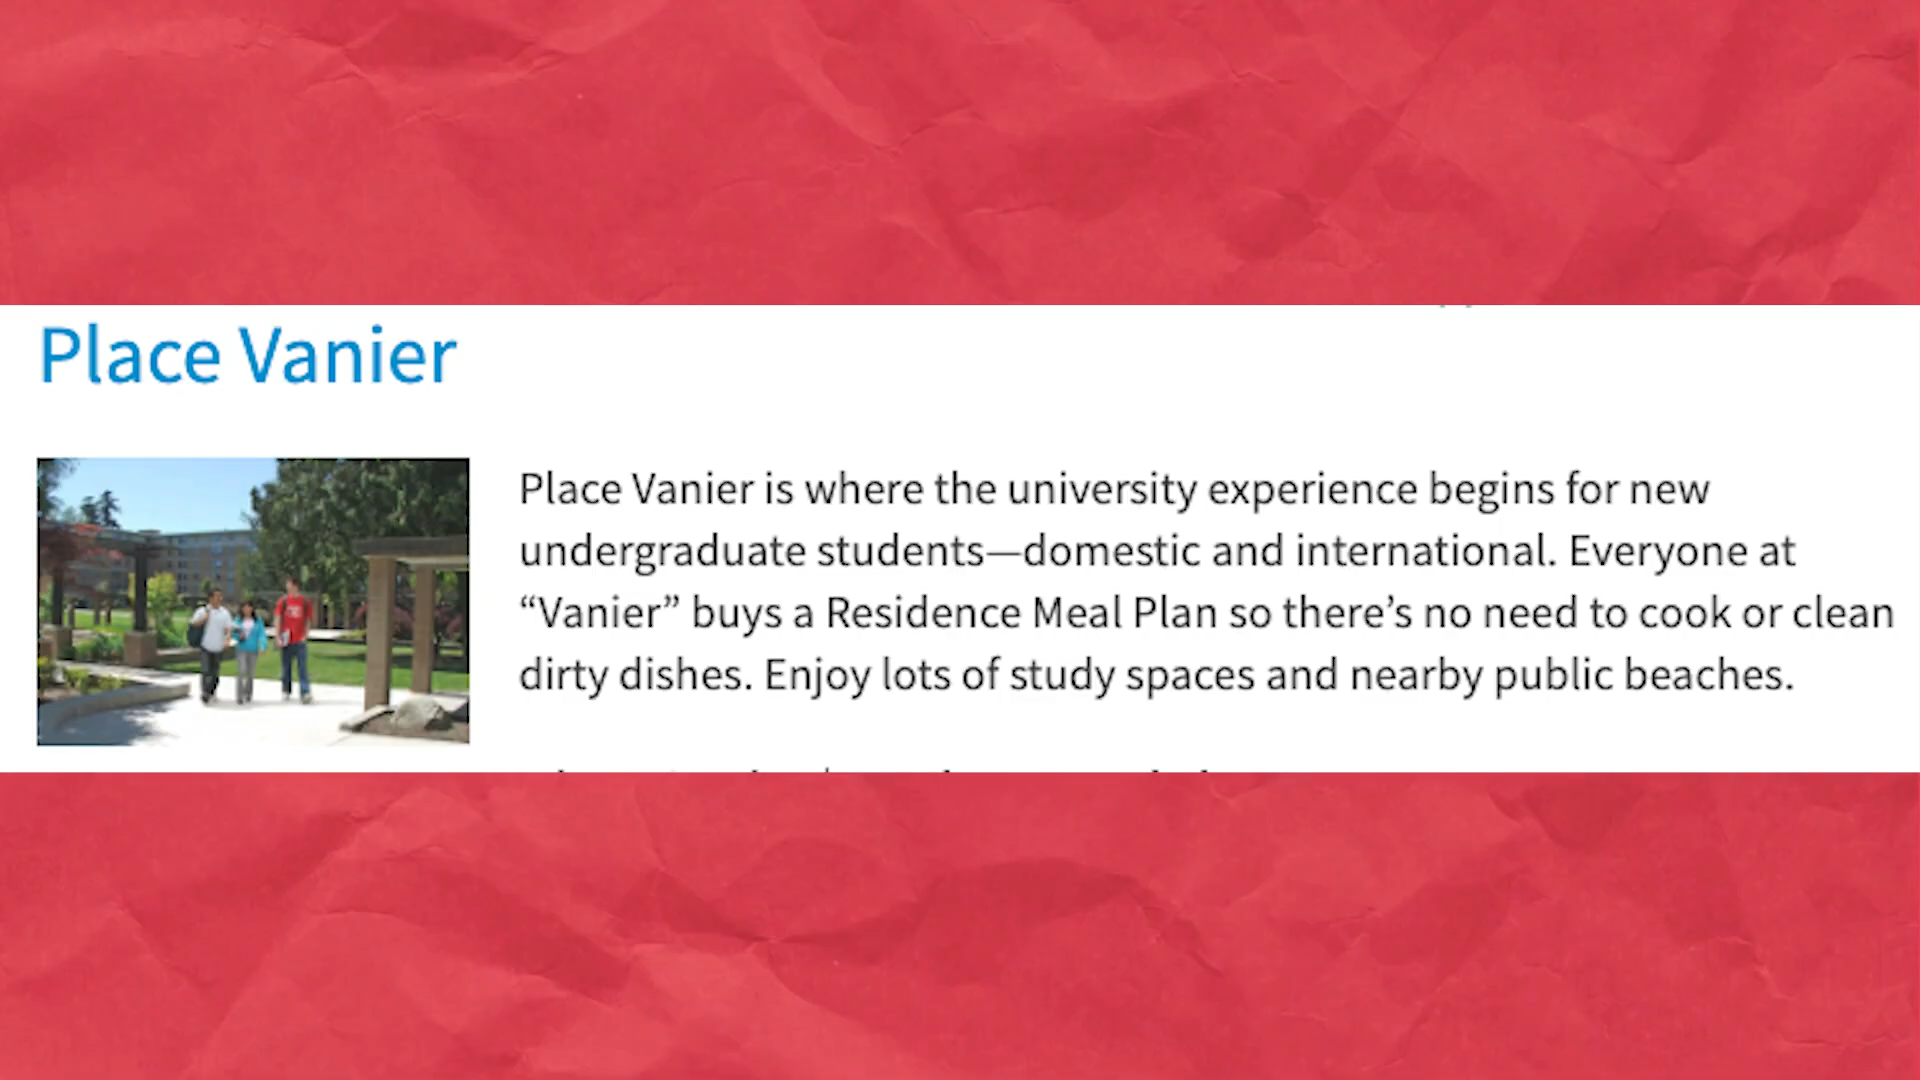 Place Vanier
Place Vanier is where the university experience begins for new
undergraduate students—domestic and international. Everyone at
“Vanier” buys a Residence Meal Plan so there’s no need to cook or clean
dirty dishes. Enjoy lots of study spaces and nearby public beaches.